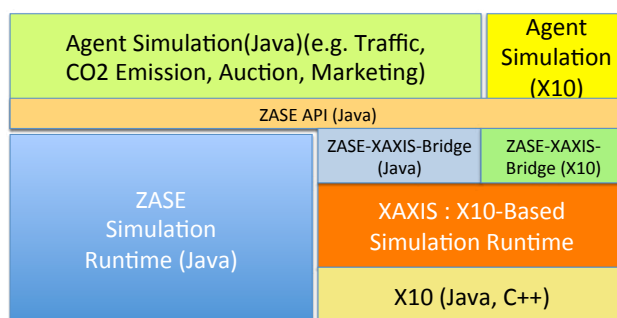 Agent Simulation(Java)(e.g. Traffic,
CO2 Emission, Auction, Marketing)
Agent
Simulation
(X10)
ZASE API (Java)
ZASE-XAXIS-Bridge
(Java)
ZASE-XAXIS-
Bridge (X10)
ZASE
Simulation
Runtime (Java)
XAXIS : X10-Based
Simulation Runtime
X10 (Java, C++)